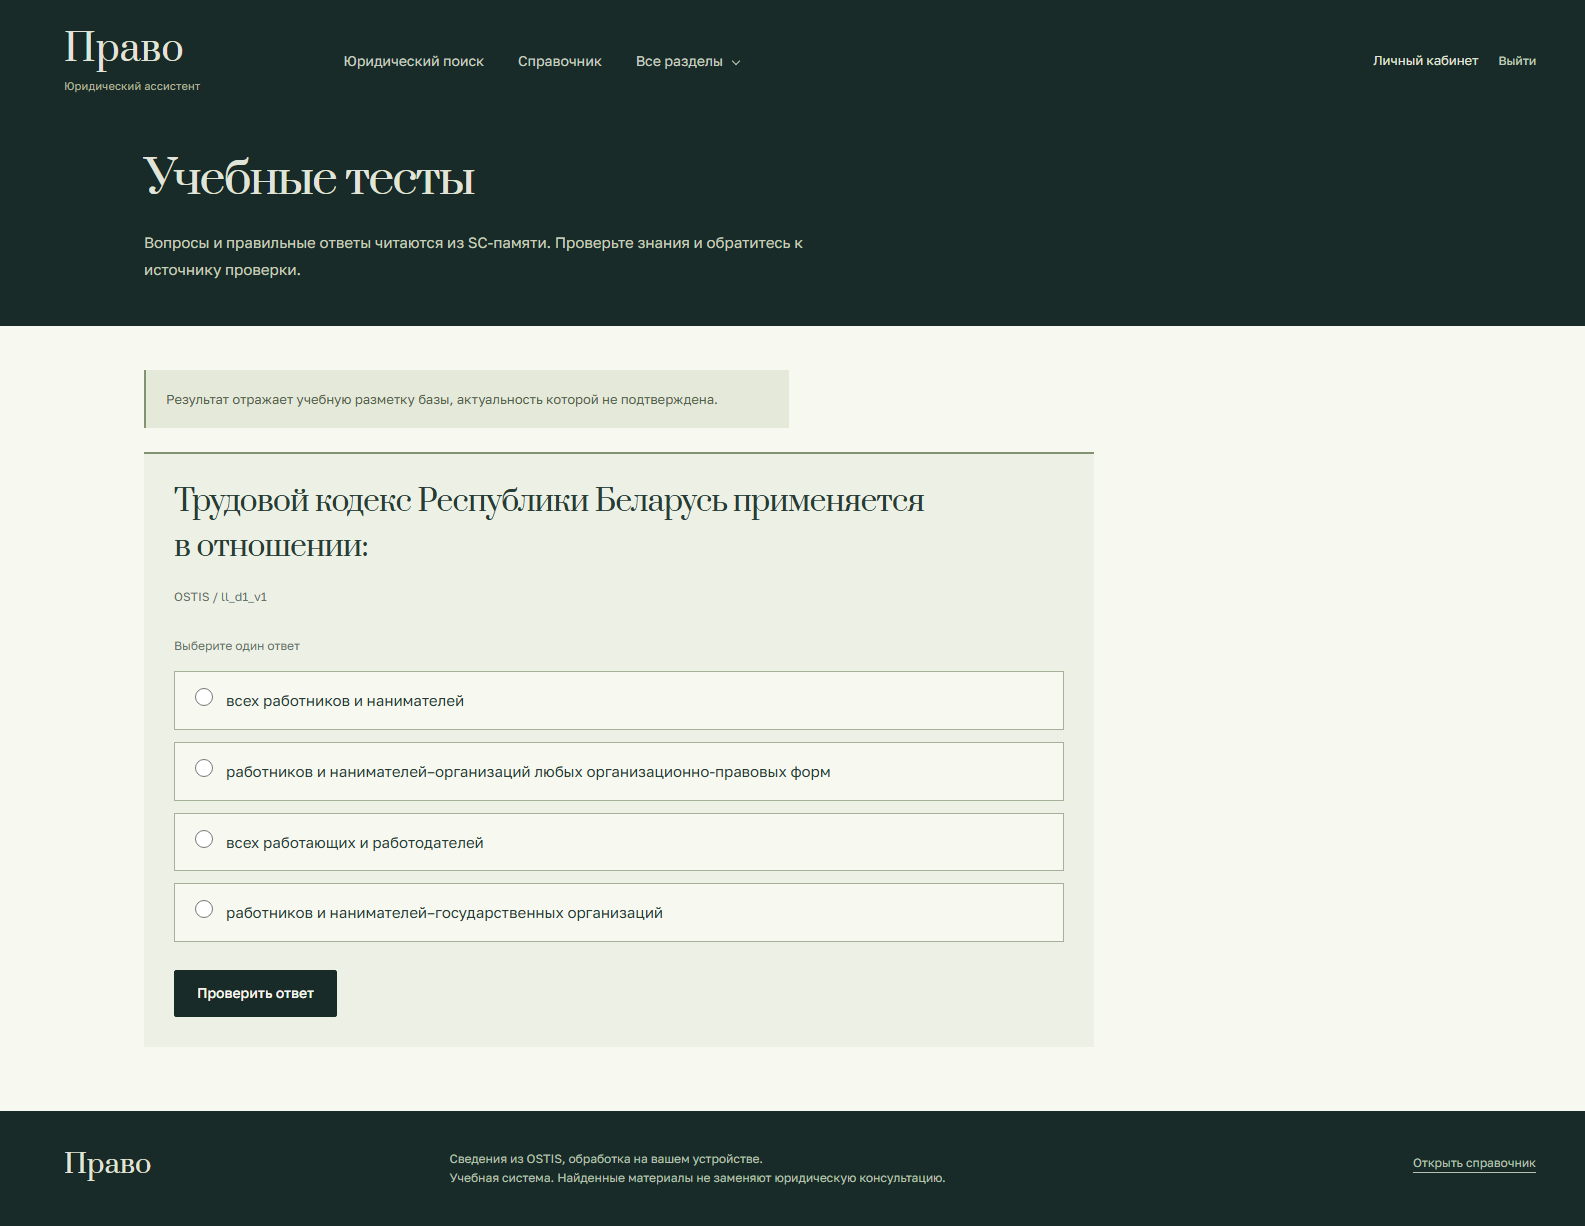 Право
Юридический ассистент
Юридический поиск
Справочник
Все разделы
Личный кабинет
Выйти
Учебные тесты
Вопросы и правильные ответы читаются из SC-памяти. Проверьте знания и обратитесь к
источнику проверки.
Результат отражает учебную разметку базы, актуальность которой не подтверждена.
Трудовой кодекс Республики Беларусь применяется
в отношении:
OSTIS / ll_d1_v1
Выберите один ответ
всех работников и нанимателей
работников и нанимателей–организаций любых организационно-правовых форм
всех работающих и работодателей
работников и нанимателей–государственных организаций
Проверить ответ
Право
Сведения из OSTIS, обработка на вашем устройстве.
Учебная система. Найденные материалы не заменяют юридическую консультацию.
Открыть справочник